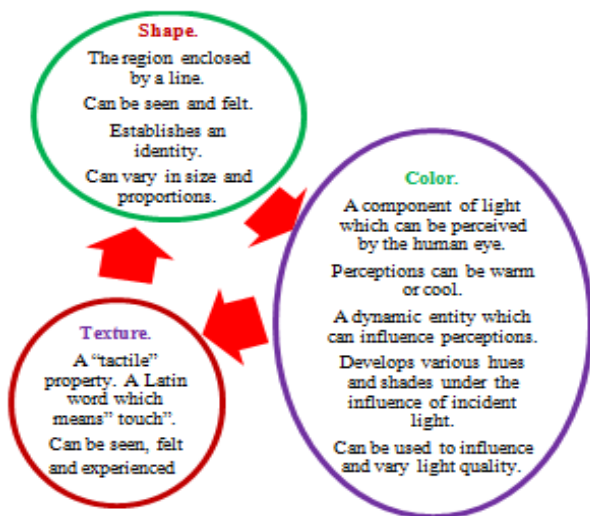 Shape.
The region enclosed
by a line.
Can be seen and felt.
Establishes an
identity.
Can vary in size and
proportions.
Color.
A component of light
which can be perceived
by the human eye.
Perceptions can be warm
or cool.
A dynamic entity which
can influence perceptions.
Develops various hues
and shades under the
influence of incident
light.
Can be used to influence
and vary light quality.
Texture.
A “tactile”
property. A Latin
word which
means” touch”.
Can be seen, felt
and experienced